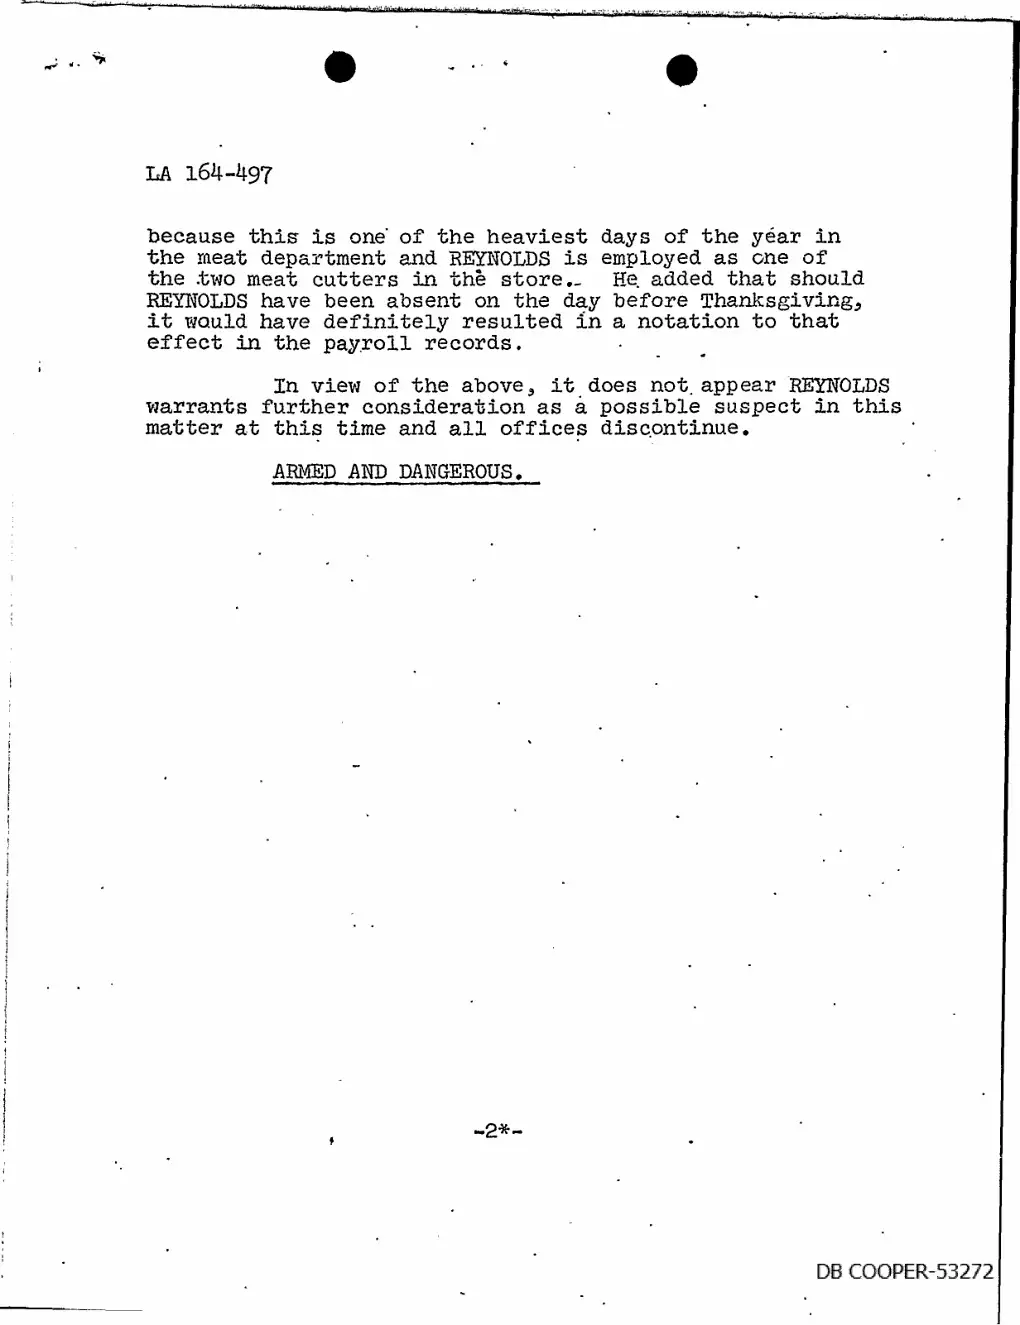 LA 164-497
because this is one of the heaviest days of the year in
the meat department and REYNOLDS is employed as one of
the two meat cutters in the store. He added that should
REYNOLDS have been absent on the day before Thanksgiving,
it would have definitely resulted in a notation to that
effect in the payroll records.
In view of the above, it does not appear REYNOLDS
warrants further consideration as a possible suspect in this
matter at this time and all offices discontinue.
ARMED AND DANGEROUS.
-2*-
DB COOPER-53272